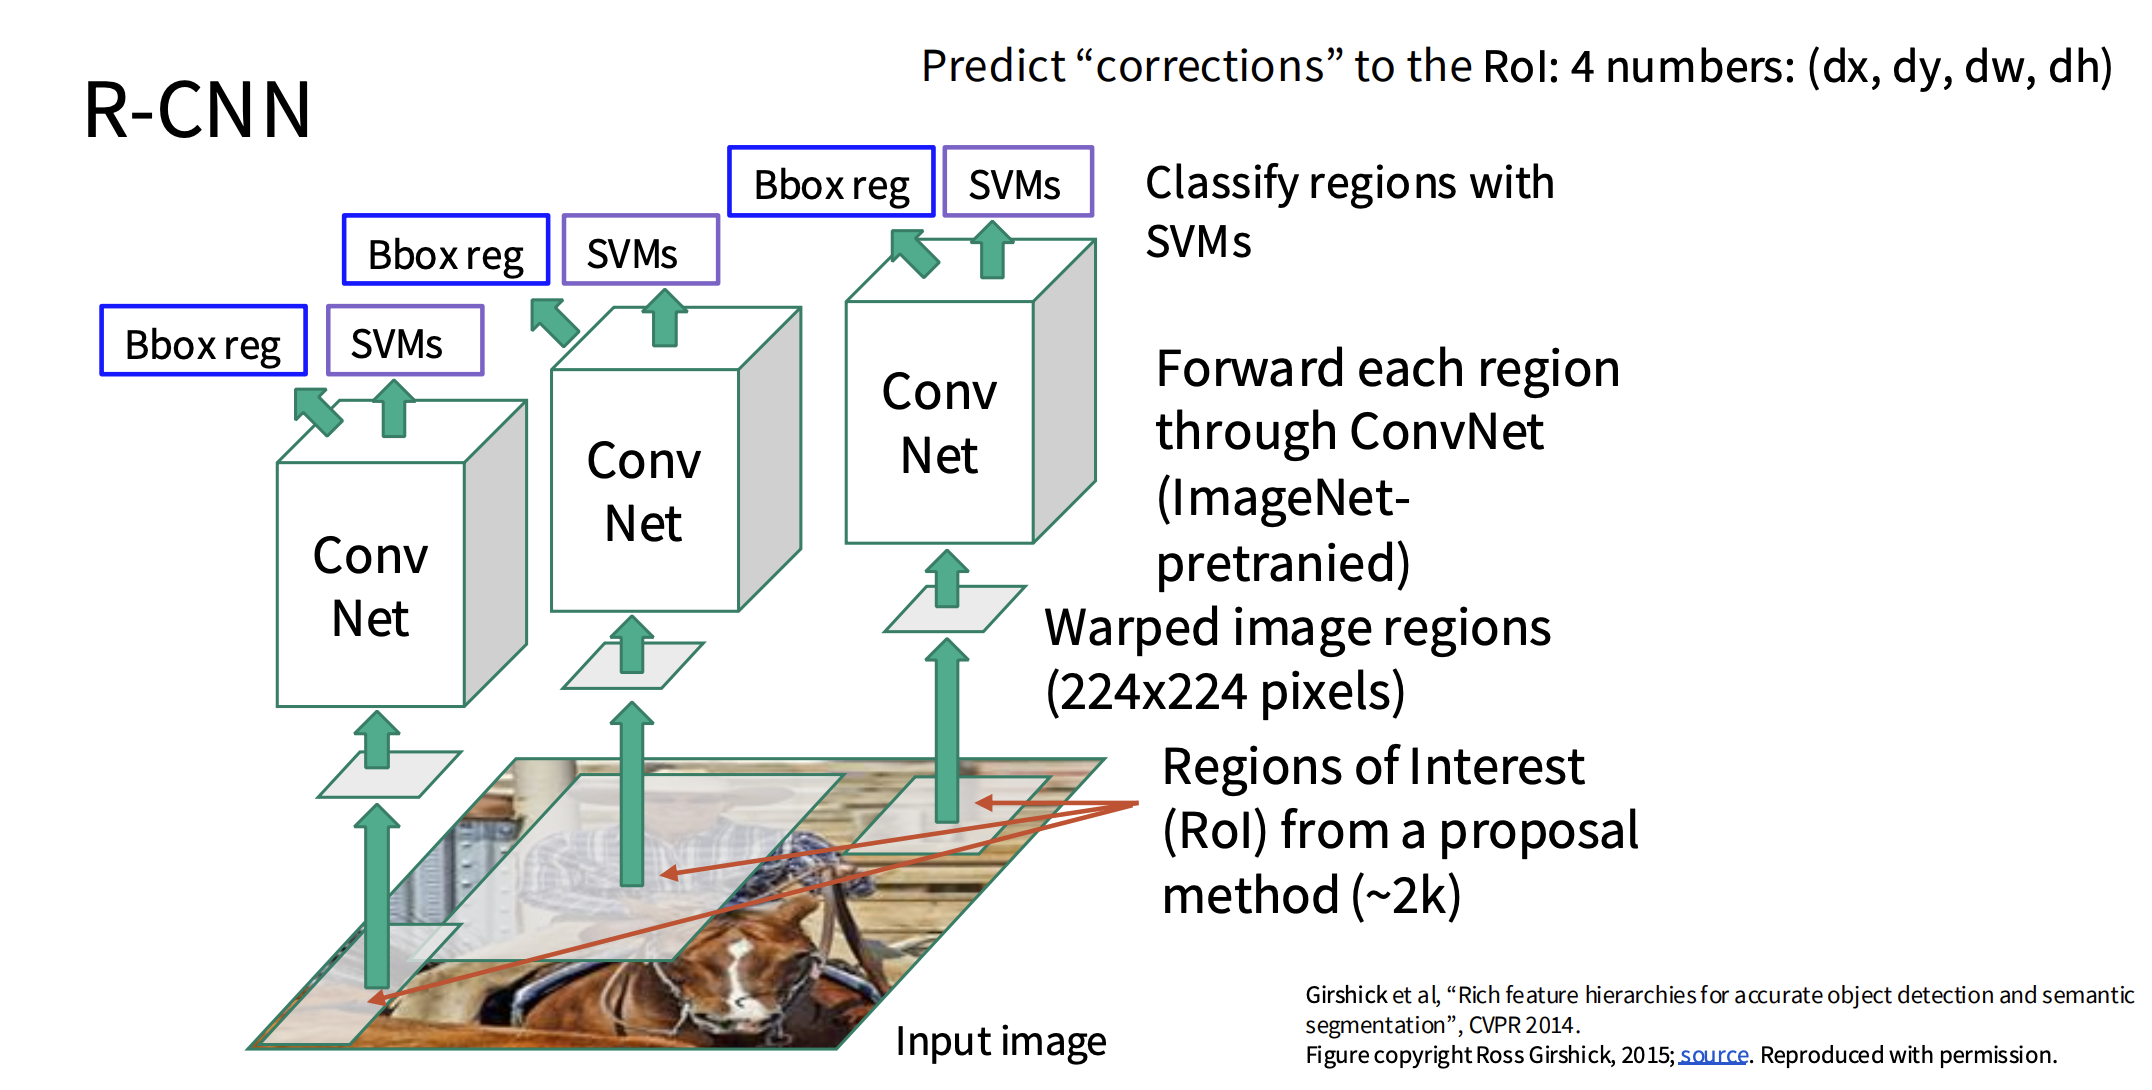 R-CNN
Predict “corrections” to the RoI: 4 numbers: (dx, dy, dw, dh)
Bbox reg
SVMs
Classify regions with
SVMs
Bbox reg
SVMs
Bbox reg
SVMs
Conv
Net
Conv
Net
Conv
Net
Forward each region
through ConvNet
(ImageNet-
pretranied)
Warped image regions
(224x224 pixels)
Regions of Interest
(RoI) from a proposal
method (~2k)
Input image
Girshick et al, “Rich feature hierarchies for accurate object detection and semantic
segmentation”, CVPR 2014.
Figure copyright Ross Girshick, 2015; source. Reproduced with permission.